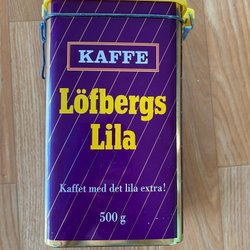 KAFFE
Löfbergs
Lila
Kaffet med det lila extra!
500 g